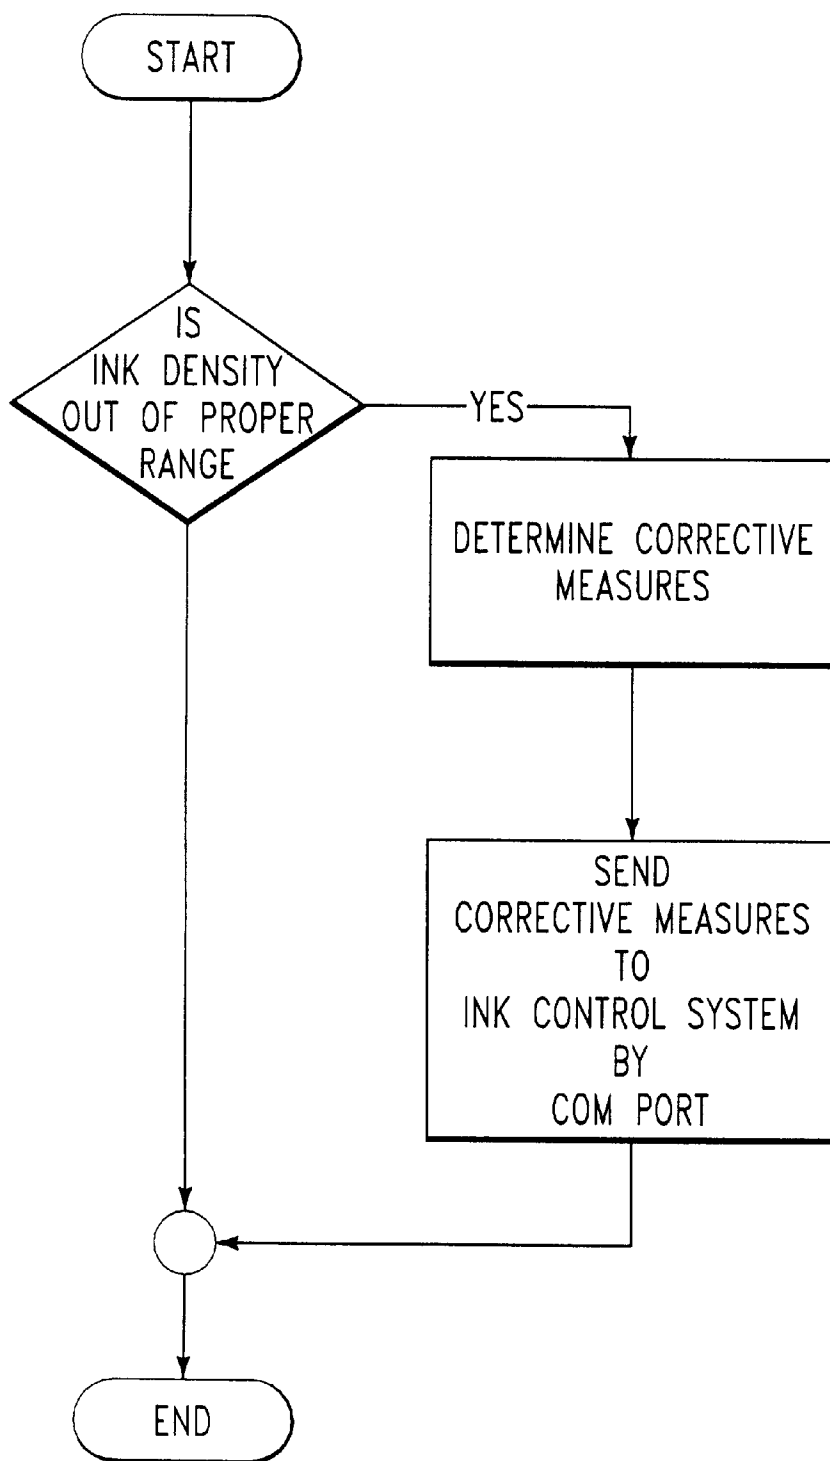 START
IS
INK DENSITY
OUT OF PROPER
RANGE
YES
DETERMINE CORRECTIVE
MEASURES
SEND
CORRECTIVE MEASURES
TO
INK CONTROL SYSTEM
BY
COM PORT
END